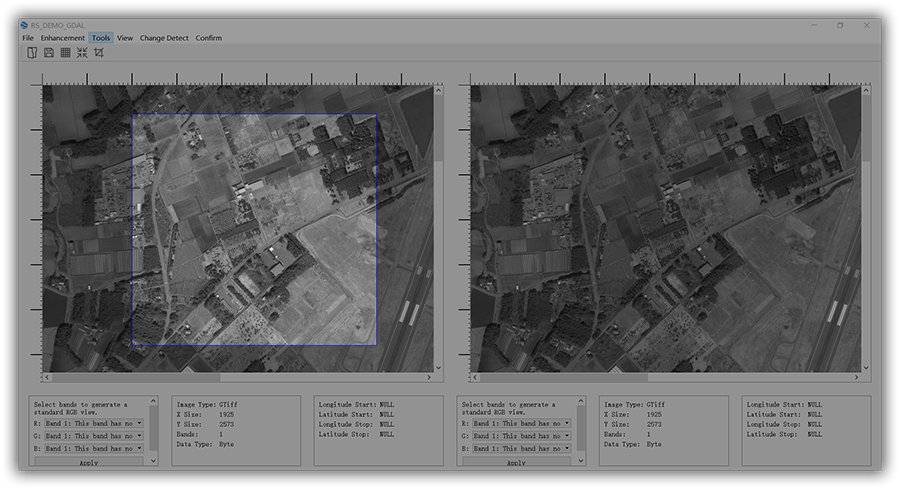 RS_DEMO_GDAL
File Enhancement Tools View Change Detect Confirm
Select bands to generate a
standard RGB view.
R: Band 1: This band has no
G: Band 1: This band has no
B: Band 1: This band has no
Apply
Image Type: GTiff
X Size: 1925
Y Size: 2573
Bands: 1
Data Type: Byte
Longitude Start: NULL
Latitude Start: NULL
Longitude Stop: NULL
Latitude Stop: NULL
Select bands to generate a
standard RGB view.
R: Band 1: This band has no
G: Band 1: This band has no
B: Band 1: This band has no
Apply
Image Type: GTiff
X Size: 1925
Y Size: 2573
Bands: 1
Data Type: Byte
Longitude Start: NULL
Latitude Start: NULL
Longitude Stop: NULL
Latitude Stop: NULL